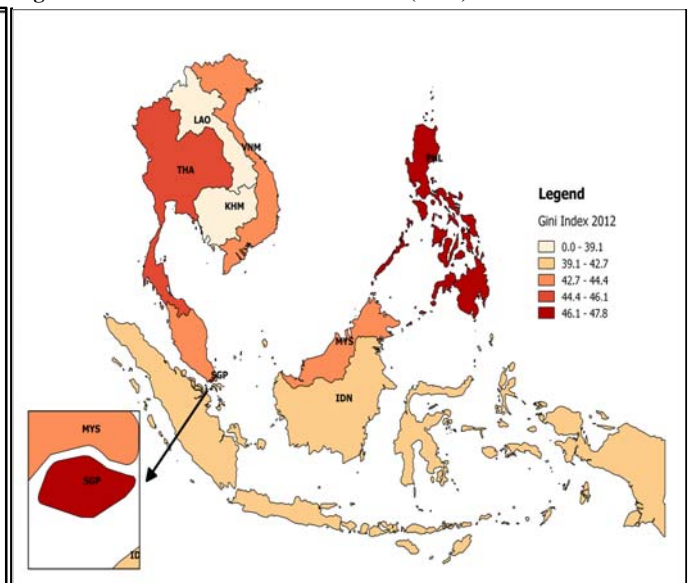 LAO
VNM
THA
PHL
KHM
Legend
Gini Index 2012
0.0 - 39.1
39.1 - 42.7
42.7 - 44.4
44.4 - 46.1
46.1 - 47.8
MYS
SGP
IDN
MYS
SGP